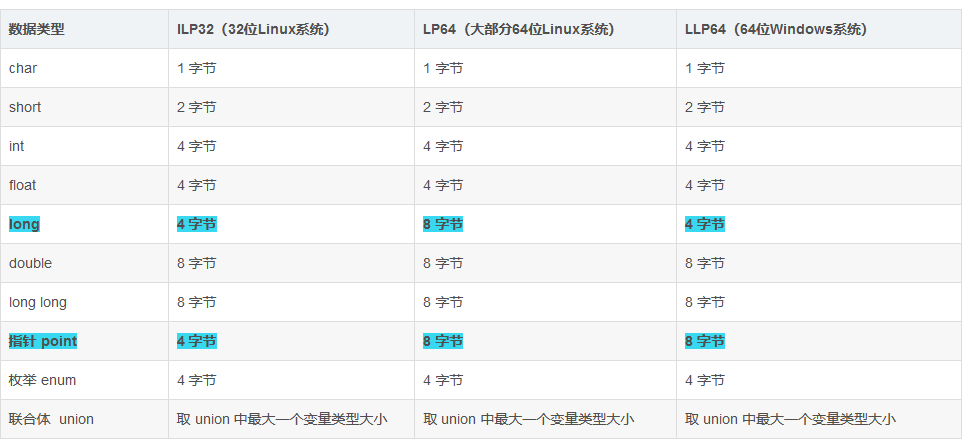 数据类型 ILP32（32位Linux系统） LP64（大部分64位Linux系统） LLP64（64位Windows系统）
char 1 字节 1 字节 1 字节
short 2 字节 2 字节 2 字节
int 4 字节 4 字节 4 字节
float 4 字节 4 字节 4 字节
long 4 字节 8 字节 4 字节
double 8 字节 8 字节 8 字节
long long 8 字节 8 字节 8 字节
指针 point 4 字节 8 字节 8 字节
枚举 enum 4 字节 4 字节 4 字节
联合体 union 取 union 中最大一个变量类型大小 取 union 中最大一个变量类型大小 取 union 中最大一个变量类型大小